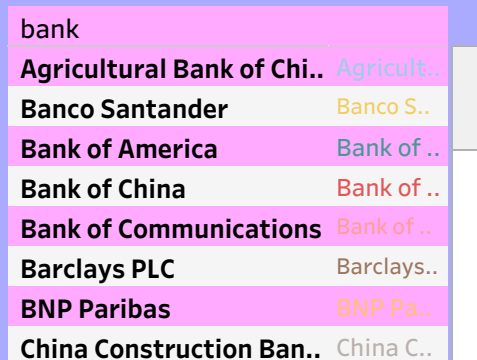 bank
Agricultural Bank of Chi.. Agricult..
Banco Santander Banco S..
Bank of America Bank of ..
Bank of China Bank of ..
Bank of Communications Bank of ..
Barclays PLC Barclays..
BNP Paribas BNP Pa..
China Construction Ban.. China C..